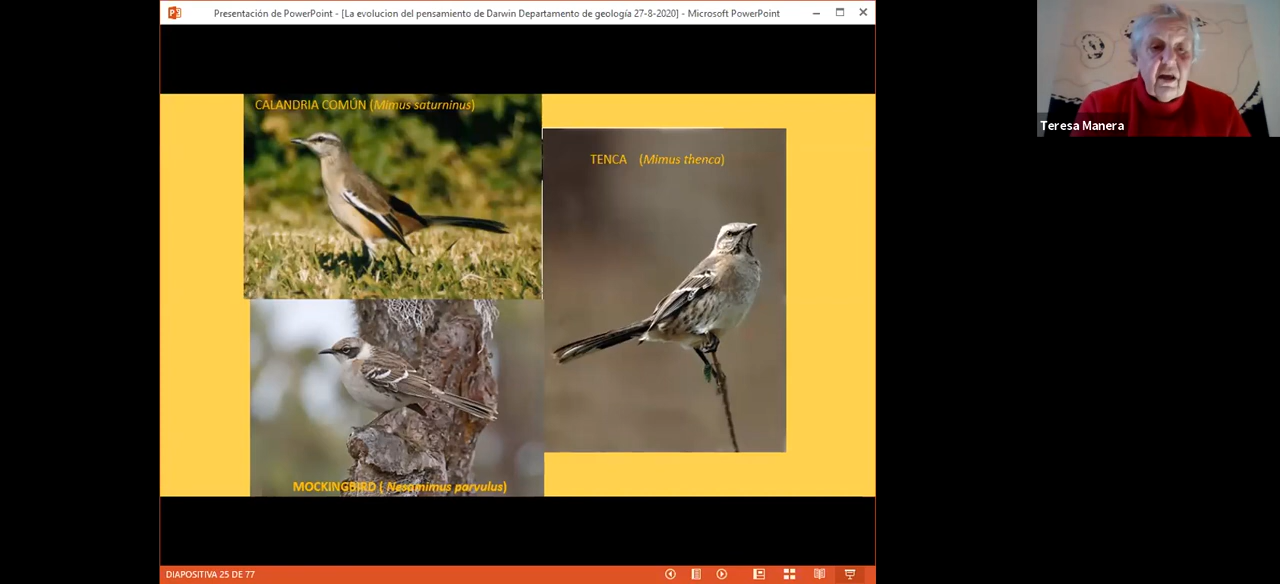 Presentación de PowerPoint - [La evolucion del pensamiento de Darwin Departamento de geología 27-8-2020] - Microsoft PowerPoint
CALANDRIA COMÚN (Mimus saturninus)
TENCA (Mimus thenca)
MOCKINGBIRD ( Nesomimus parvulus)
Teresa Manera
DIAPOSITIVA 25 DE 77